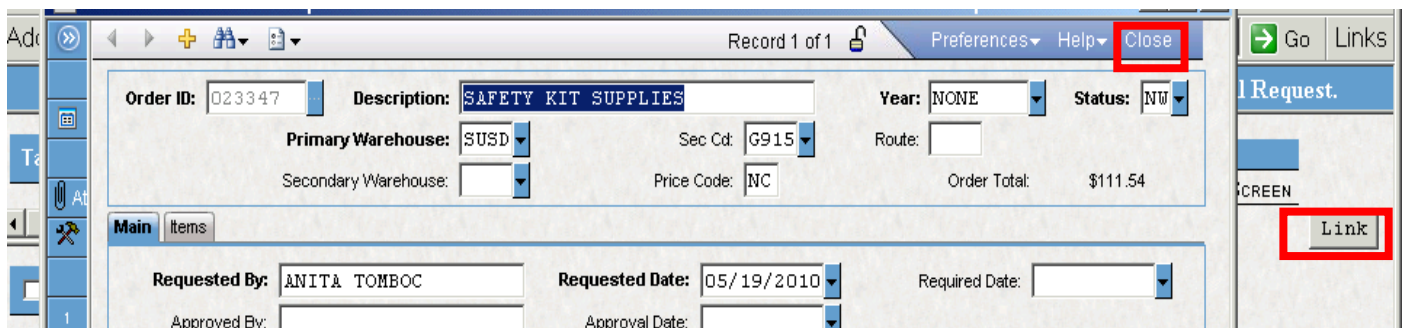 Record 1 of 1 Preferences Help Close Go Links
Order ID: 023347 Description: SAFETY KIT SUPPLIES Year: NONE Status: NW l Request.
Primary Warehouse: SUSD Sec Cd: G915 Route:
Secondary Warehouse: Price Code: NC Order Total: $111.54 SCREEN
Main Items Link
Requested By: ANITA TOMBOC Requested Date: 05/19/2010 Required Date:
1 Approved By: Approval Date: